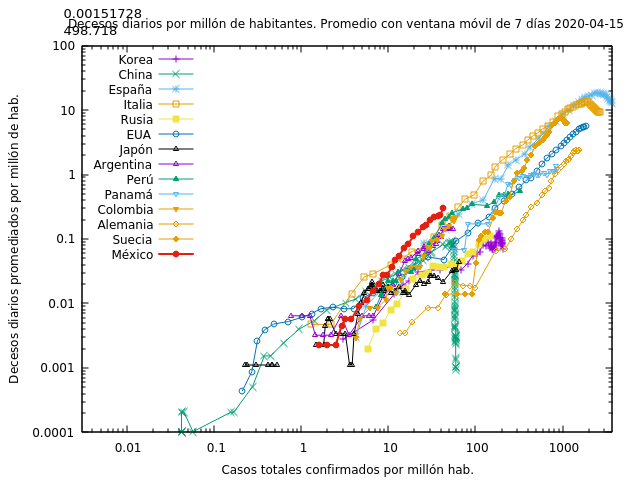 0.00151728
Decesos diarios por millón de habitantes. Promedio con ventana móvil de 7 días 2020-04-15
498.718
100
10
1
0.1
0.01
0.001
0.0001
Decesos diarios promediados por millón de hab.
Korea
China
España
Italia
Rusia
EUA
Japón
Argentina
Perú
Panamá
Colombia
Alemania
Suecia
México
0.01
0.1
1
10
100
1000
Casos totales confirmados por millón hab.